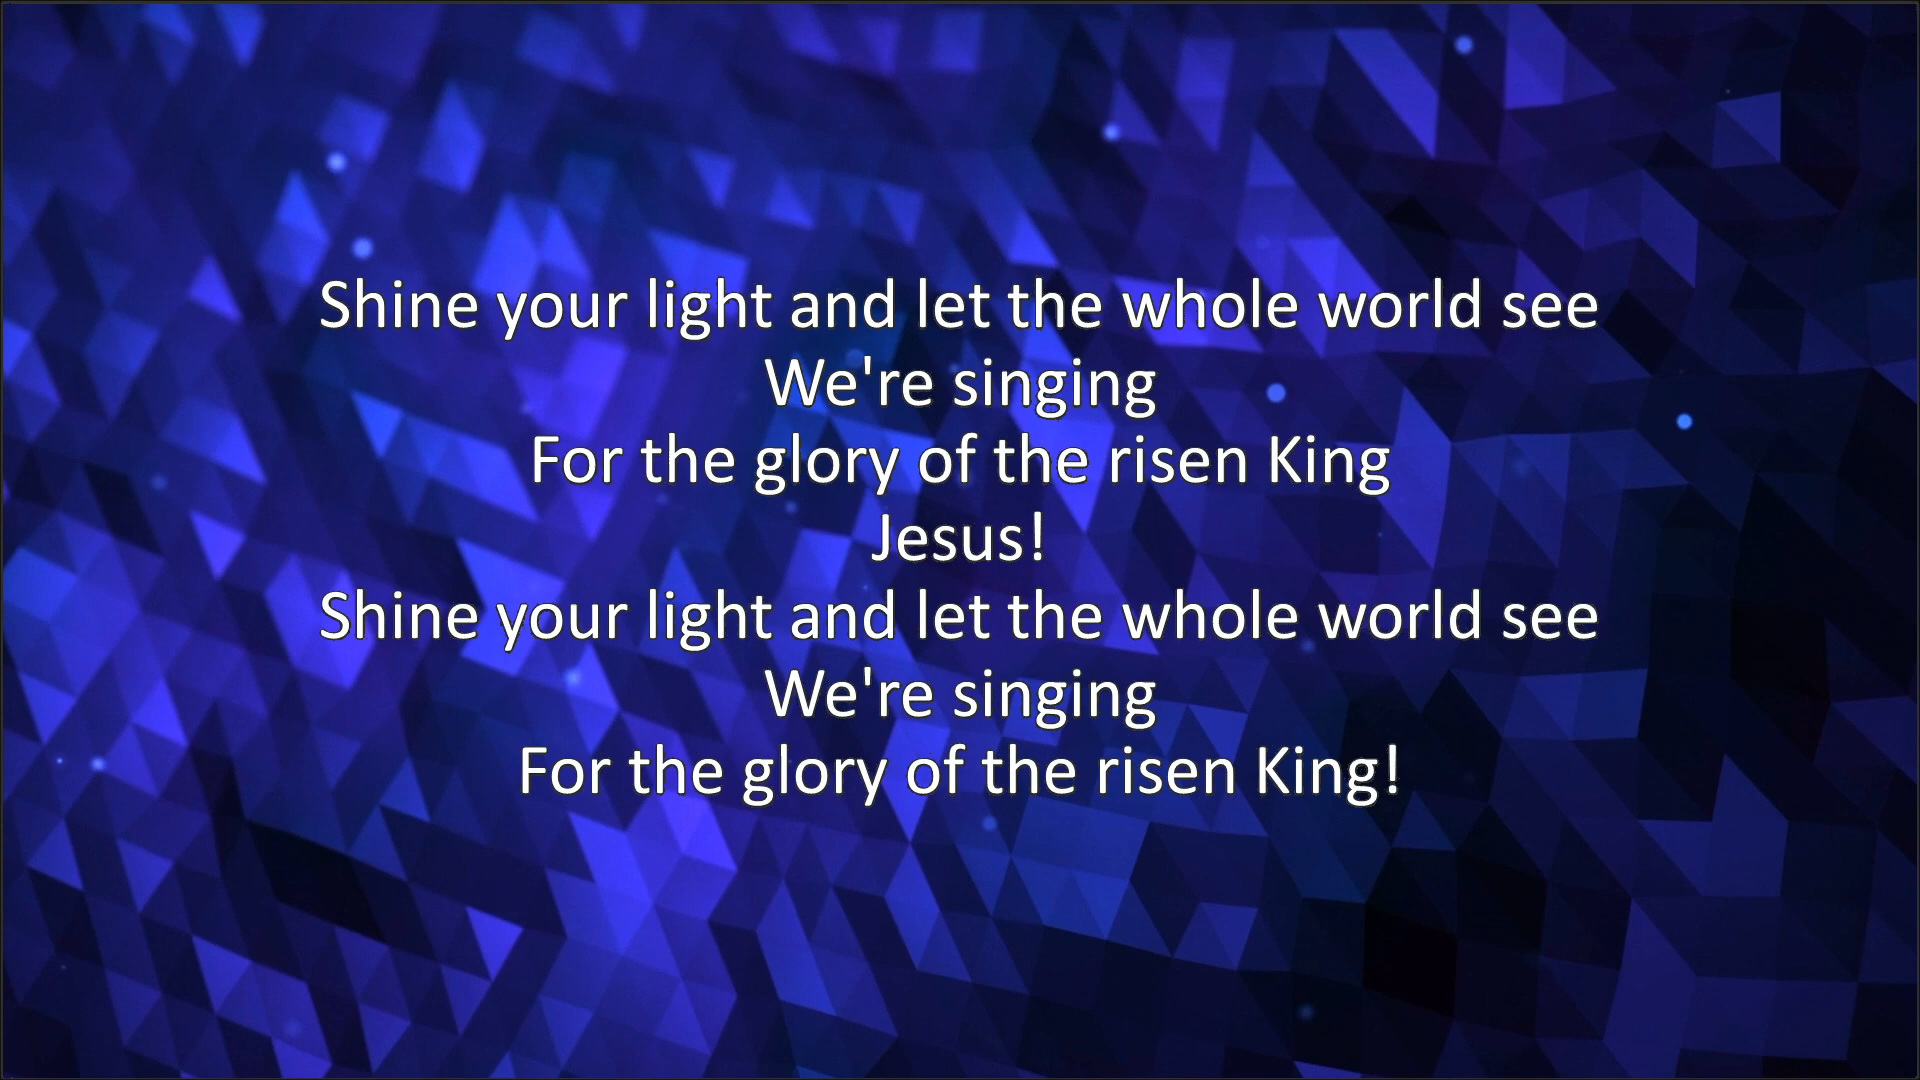 Shine your light and let the whole world see
We're singing
For the glory of the risen King
Jesus!
Shine your light and let the whole world see
We're singing
For the glory of the risen King!